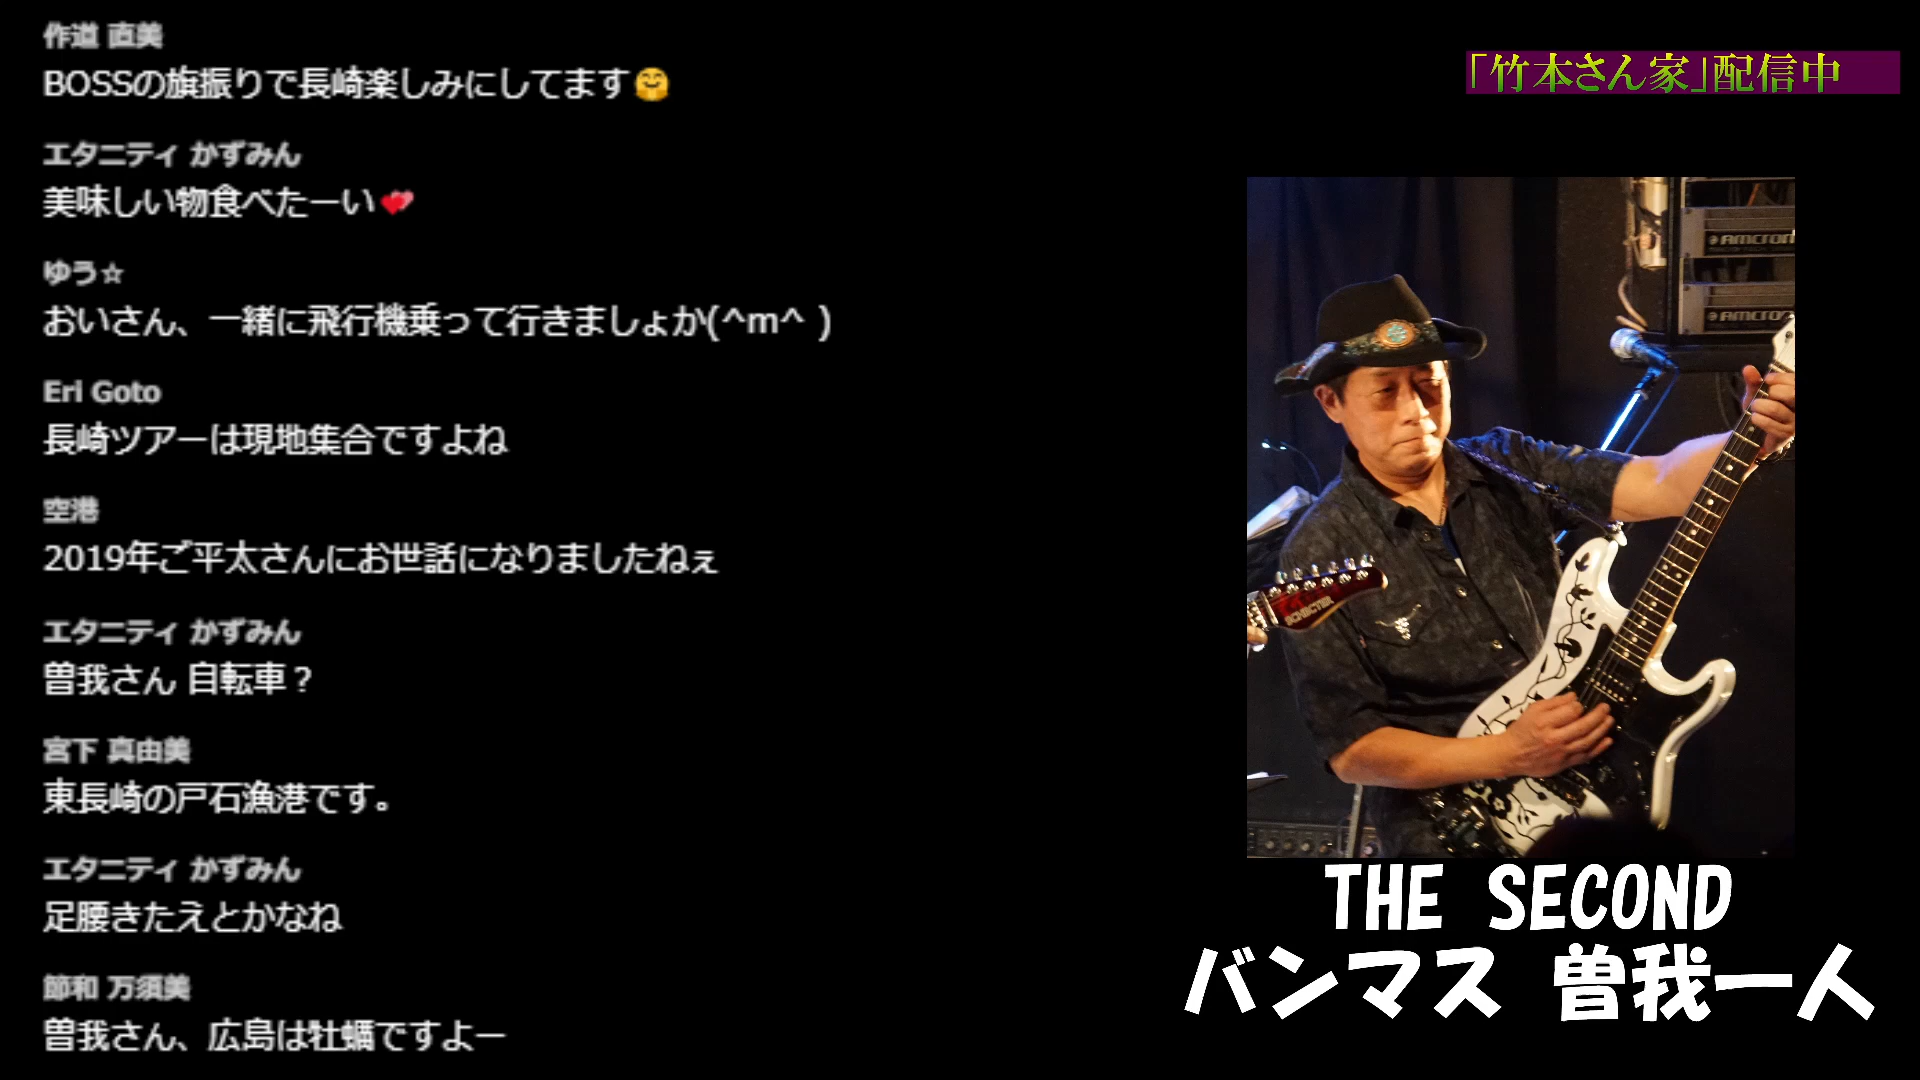 作道 直美
BOSSの旗振りで長崎楽しみにしてます🤗
エタニティ かずみん
美味しい物食べたーい💕
ゆう☆
おいさん、一緒に飛行機乗って行きましょか(^m^ )
Eri Goto
長崎ツアーは現地集合ですよね
空港
2019年ご平太さんにお世話になりましたねぇ
エタニティ かずみん
曽我さん 自転車？
宮下 真由美
東長崎の戸石漁港です。
エタニティ かずみん
足腰きたえとかなね
節和 万須美
曽我さん、広島は牡蠣ですよー
「竹本さん家」配信中
AMCRON
AMCRON
SCHECTER
THE SECOND
バンマス 曽我一人